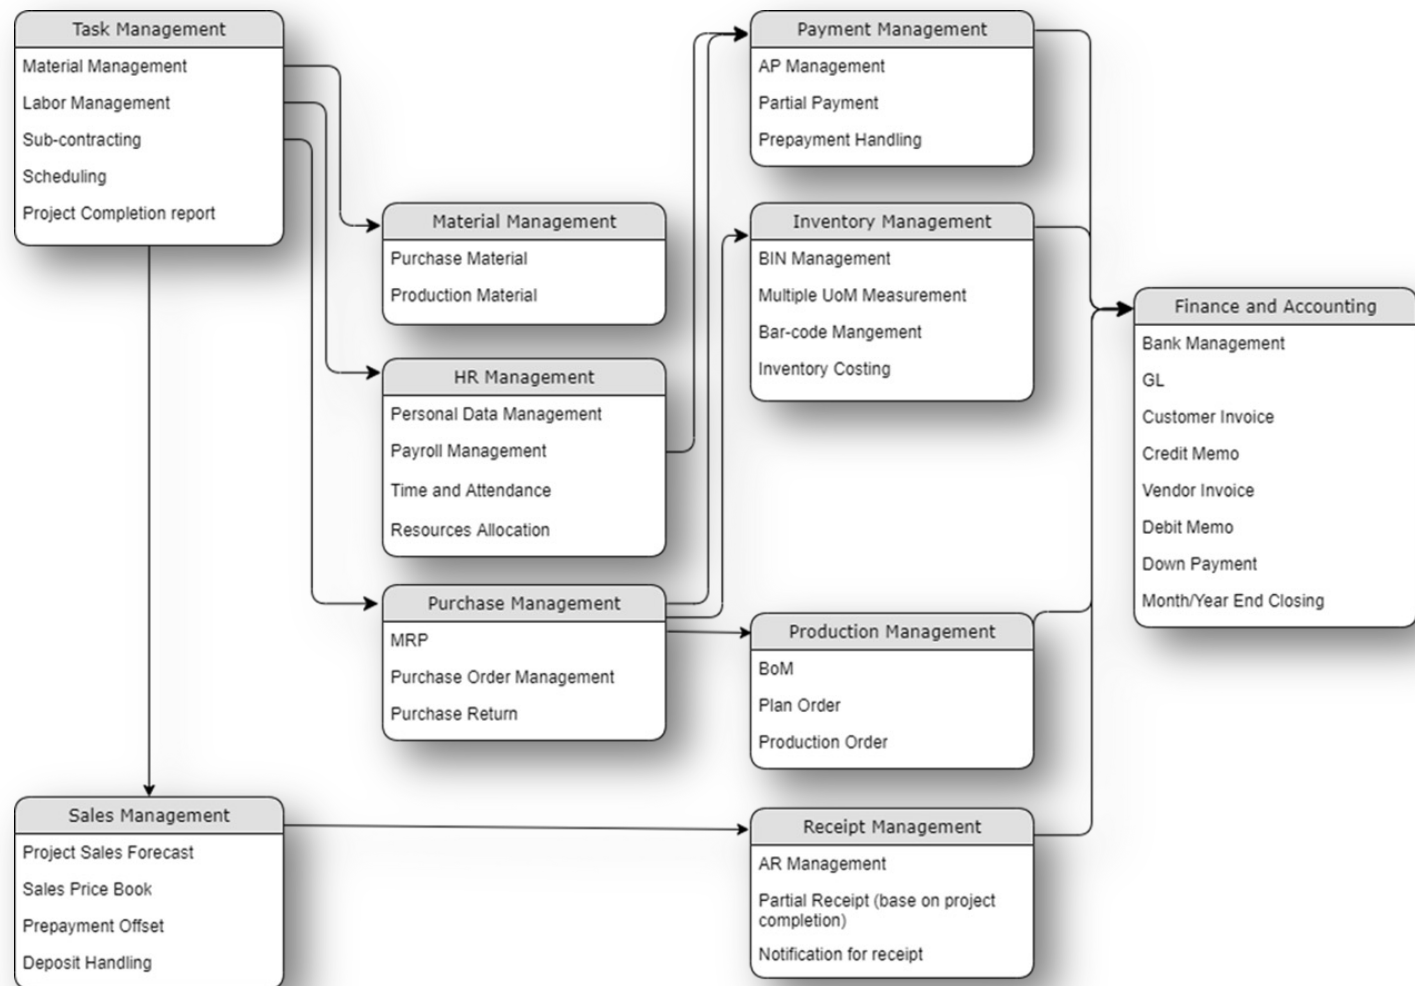 Task Management
Material Management
Labor Management
Sub-contracting
Scheduling
Project Completion report
Material Management
Purchase Material
Production Material
HR Management
Personal Data Management
Payroll Management
Time and Attendance
Resources Allocation
Purchase Management
MRP
Purchase Order Management
Purchase Return
Sales Management
Project Sales Forecast
Sales Price Book
Prepayment Offset
Deposit Handling
Payment Management
AP Management
Partial Payment
Prepayment Handling
Inventory Management
BIN Management
Multiple UoM Measurement
Bar-code Mangement
Inventory Costing
Production Management
BoM
Plan Order
Production Order
Receipt Management
AR Management
Partial Receipt (base on project
completion)
Notification for receipt
Finance and Accounting
Bank Management
GL
Customer Invoice
Credit Memo
Vendor Invoice
Debit Memo
Down Payment
Month/Year End Closing